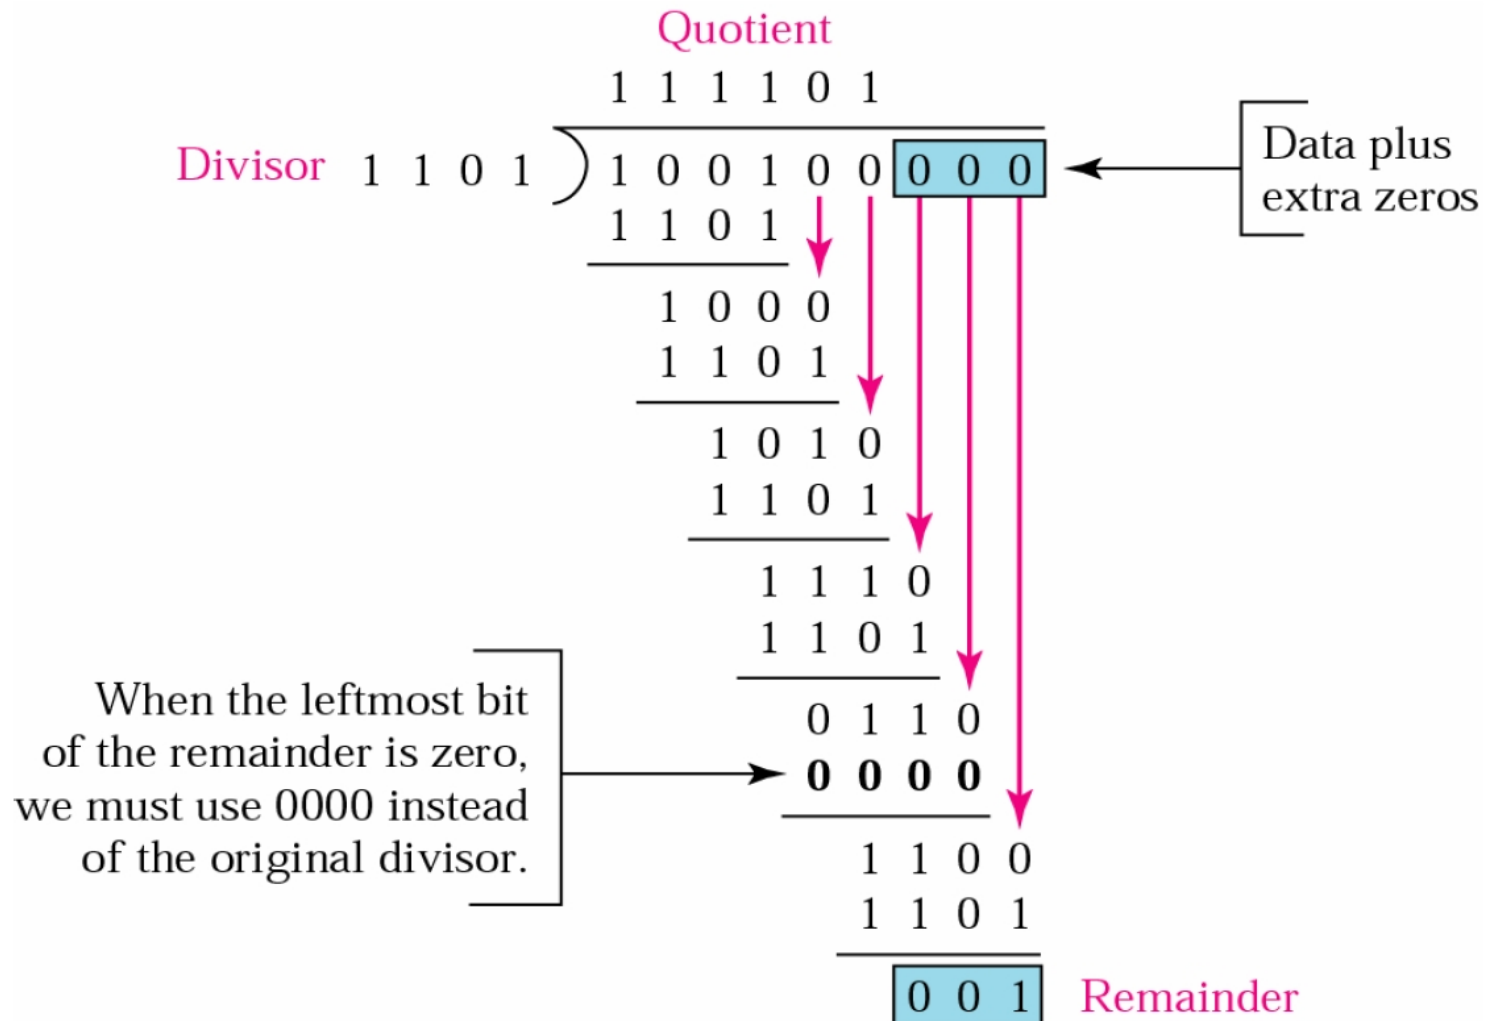 Quotient
1 1 1 1 0 1
Divisor 1 1 0 1 1 0 0 1 0 0 0 0 0
Data plus
extra zeros
1 1 0 1
1 0 0 0
1 1 0 1
1 0 1 0
1 1 0 1
1 1 1 0
1 1 0 1
0 1 1 0
When the leftmost bit
of the remainder is zero,
we must use 0000 instead
of the original divisor.
0 0 0 0
1 1 0 0
1 1 0 1
0 0 1 Remainder